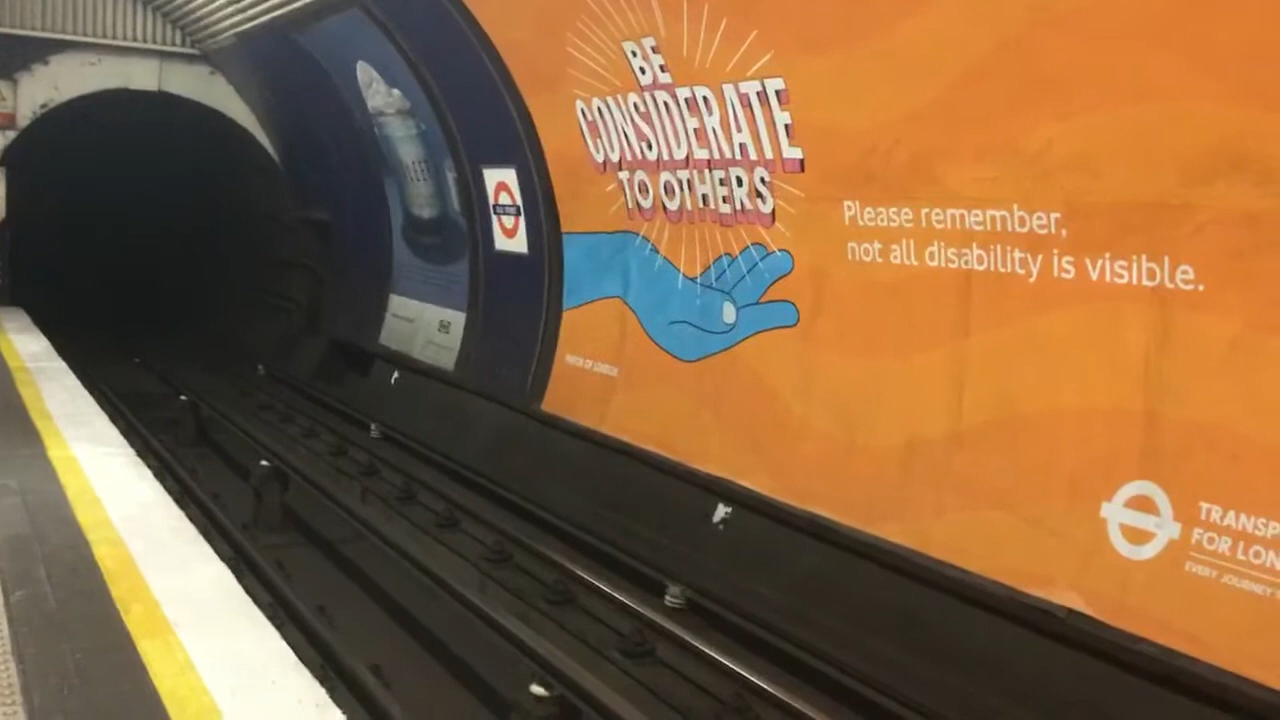 BE
CONSIDERATE
TO OTHERS
Please remember,
not all disability is visible.
MAYOR OF LONDON
TRANSP
FOR LON
EVERY JOURNEY